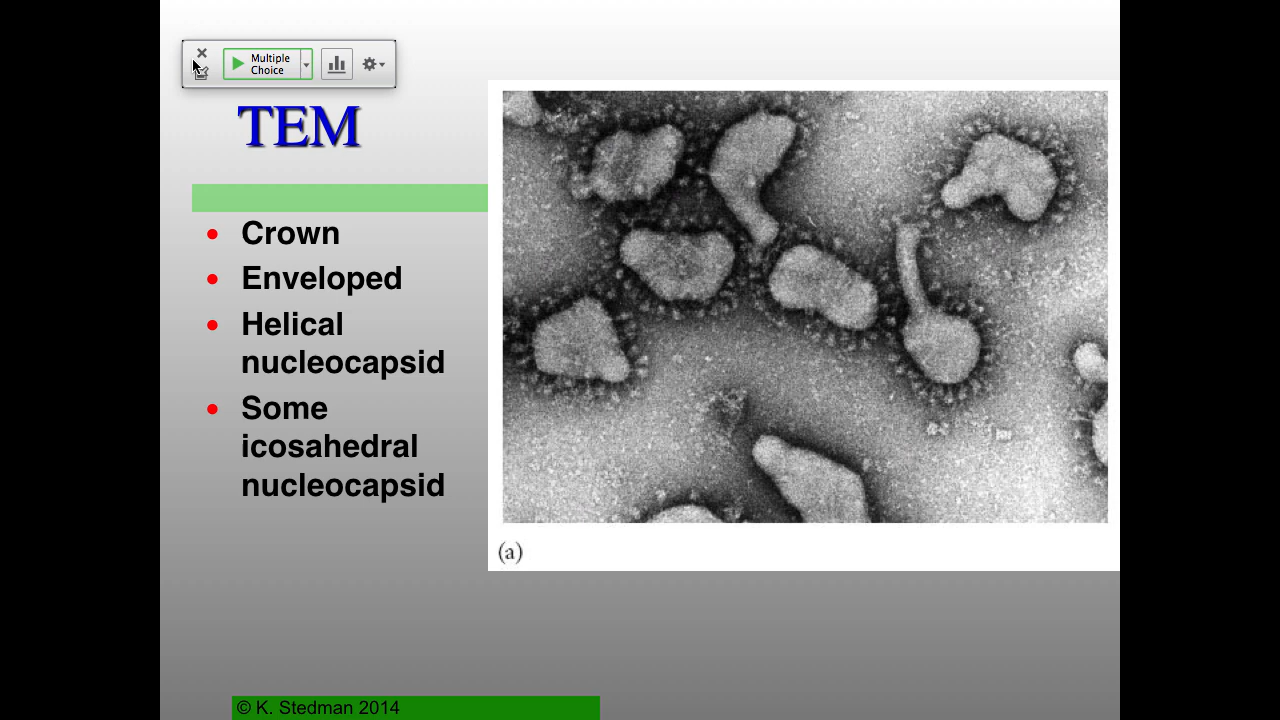 Multiple
Choice
TEM
Crown
Enveloped
Helical
nucleocapsid
Some
icosahedral
nucleocapsid
(a)
© K. Stedman 2014